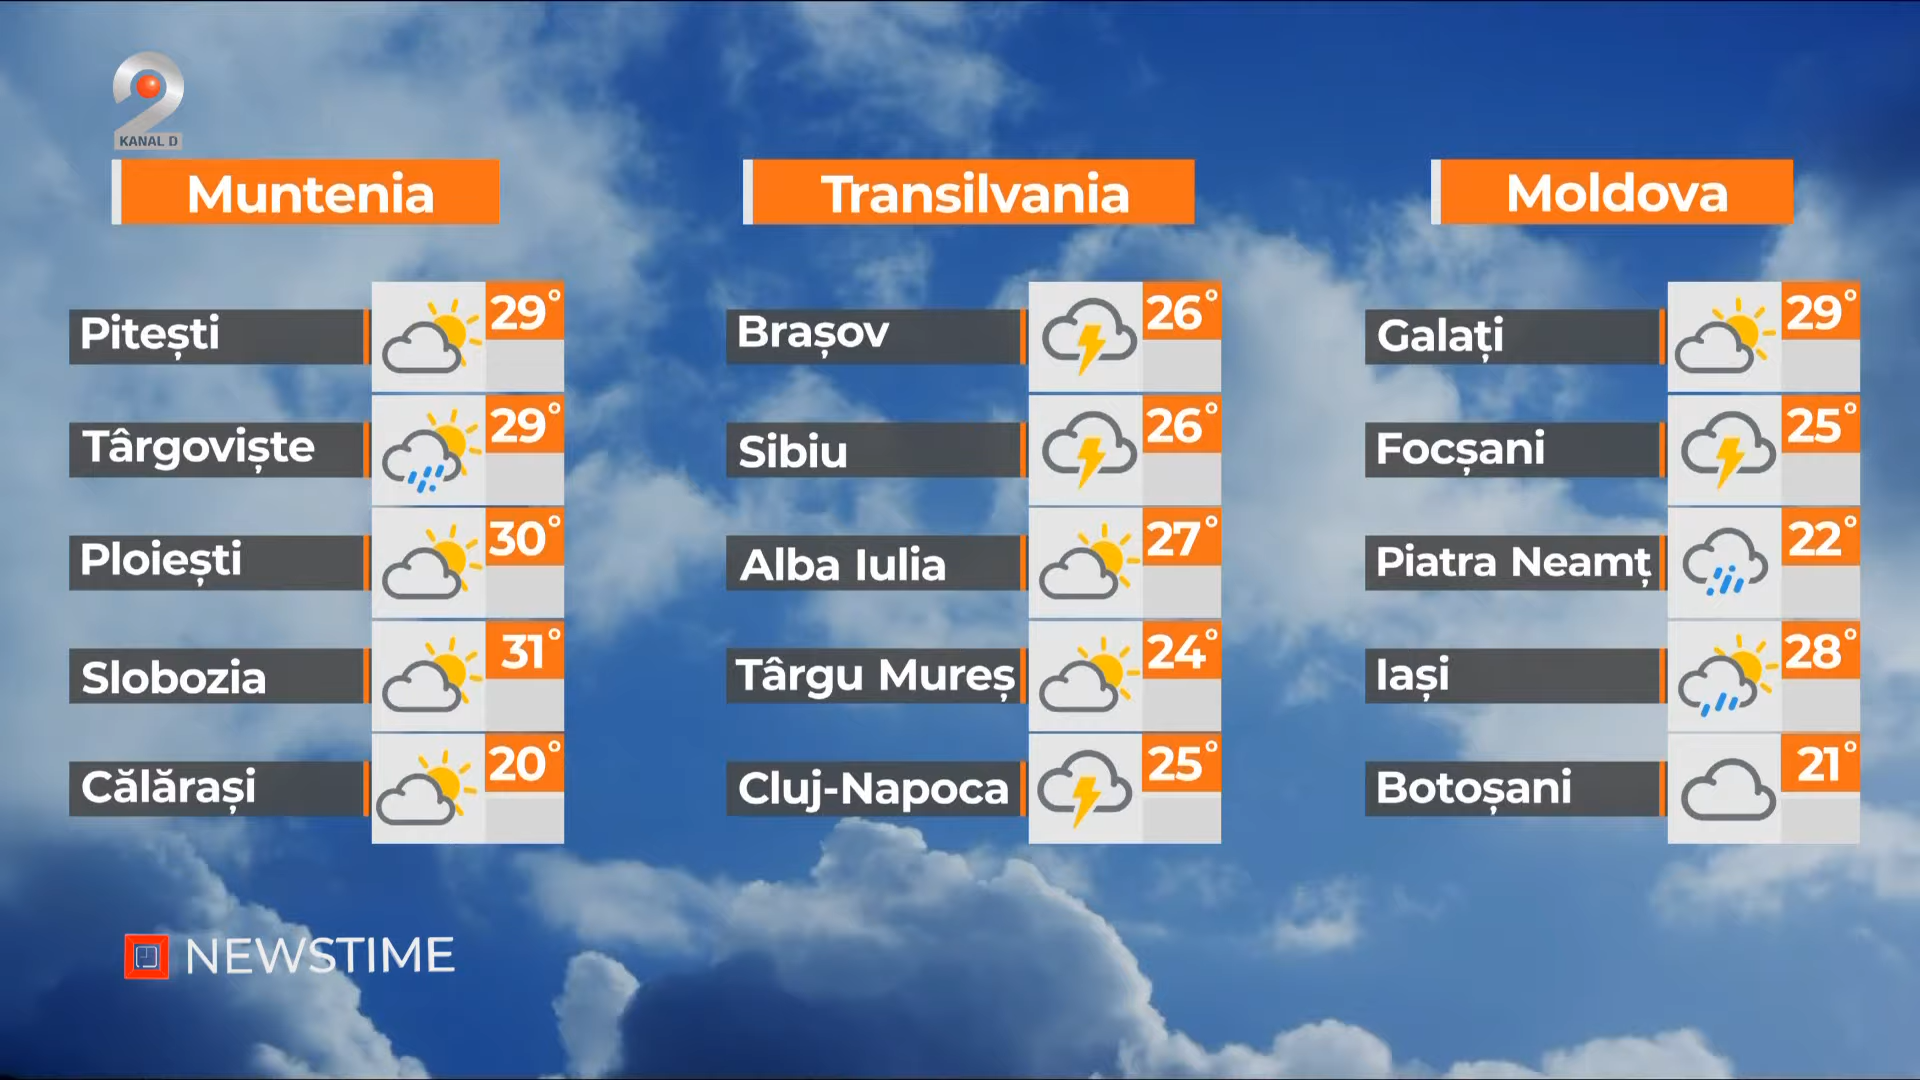 KANAL D
Muntenia
Pitești 29°
Târgoviște 29°
Ploiești 30°
Slobozia 31°
Călărași 20°
Transilvania
Brașov 26°
Sibiu 26°
Alba Iulia 27°
Târgu Mureș 24°
Cluj-Napoca 25°
Moldova
Galați 29°
Focșani 25°
Piatra Neamț 22°
Iași 28°
Botoșani 21°
NEWSTIME